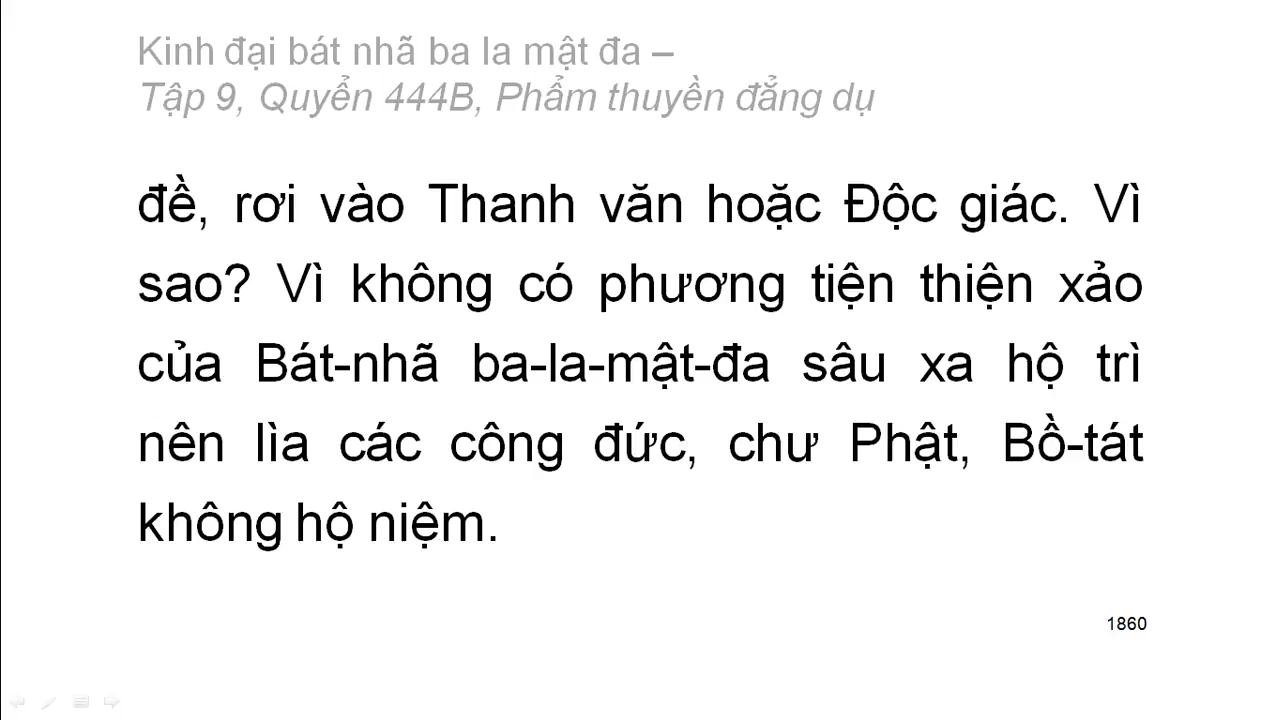 Kinh đại bát nhã ba la mật đa –
Tập 9, Quyển 444B, Phẩm thuyền đẳng dụ
đề, rơi vào Thanh văn hoặc Độc giác. Vì
sao? Vì không có phương tiện thiện xảo
của Bát-nhã ba-la-mật-đa sâu xa hộ trì
nên lìa các công đức, chư Phật, Bồ-tát
không hộ niệm.
1860